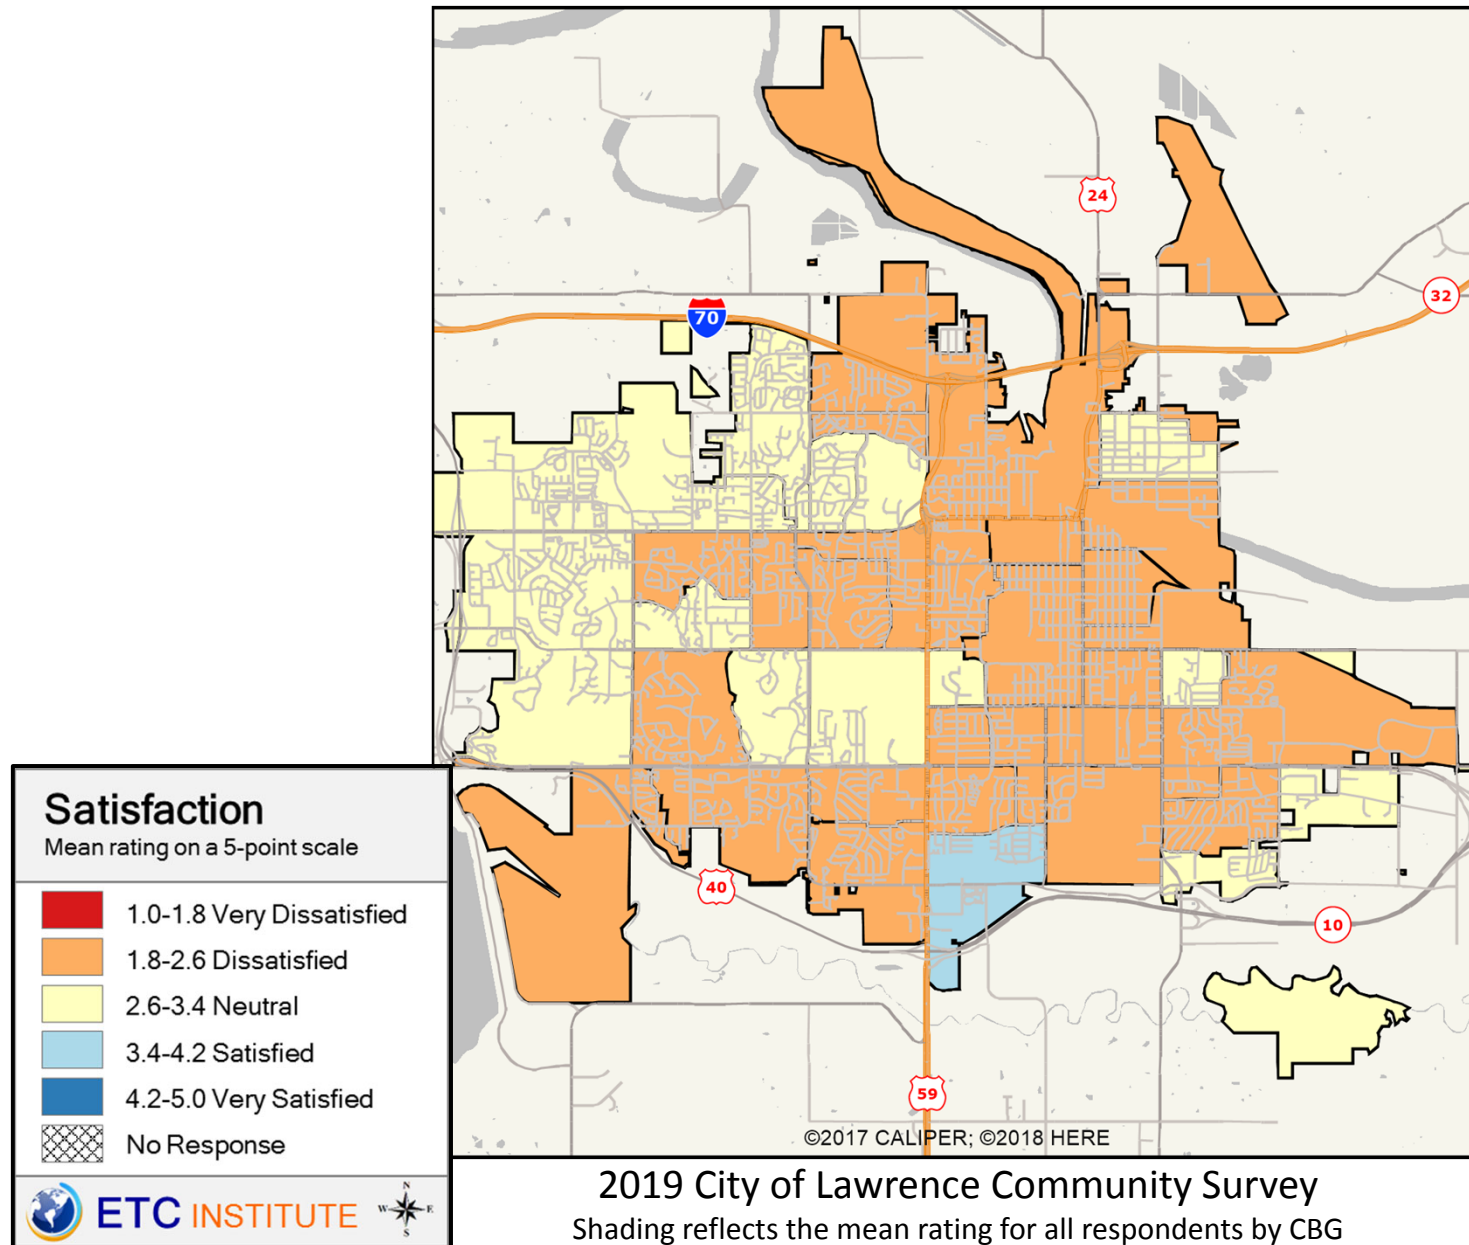 24
32
70
40
10
59
©2017 CALIPER; ©2018 HERE
Satisfaction
Mean rating on a 5-point scale
1.0-1.8 Very Dissatisfied
1.8-2.6 Dissatisfied
2.6-3.4 Neutral
3.4-4.2 Satisfied
4.2-5.0 Very Satisfied
No Response
ETC INSTITUTE
N
W E
S
2019 City of Lawrence Community Survey
Shading reflects the mean rating for all respondents by CBG